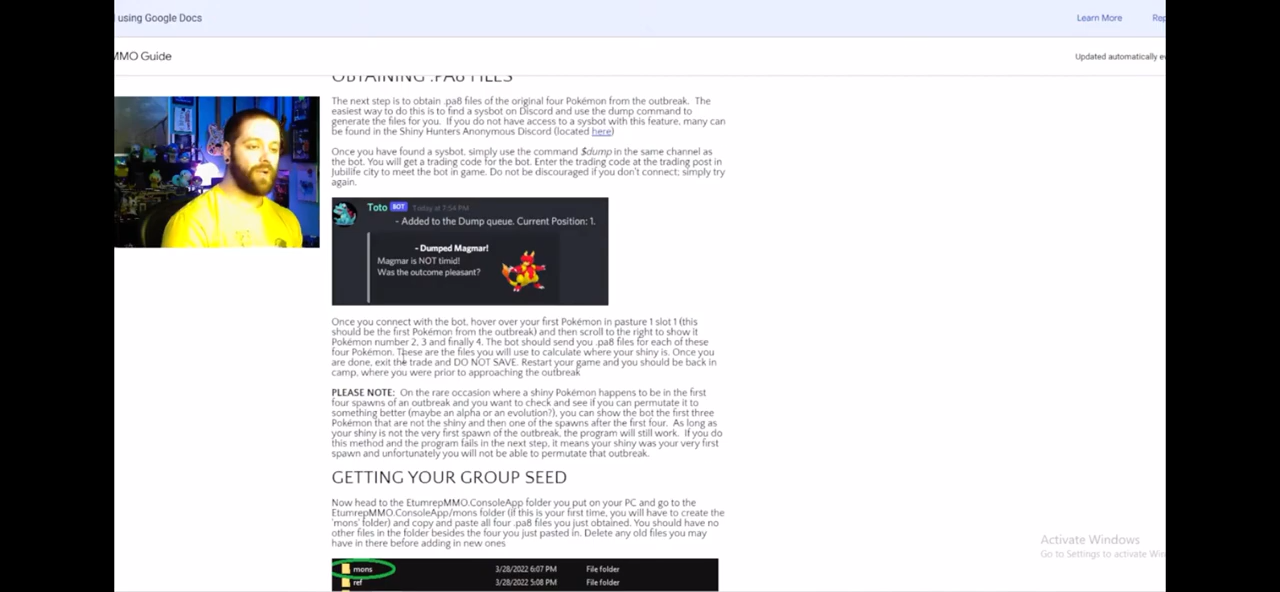 using Google Docs
Learn More
Rep
MMO Guide
Updated automatically e
OBTAINING .PA8 FILES
The next step is to obtain .pa8 files of the original four Pokémon from the outbreak. The
easiest way to do this is to find a sysbot on Discord and use the dump command to
generate the files for you. If you do not have access to a sysbot with this feature, many can
be found in the Shiny Hunters Anonymous Discord (located here)
Once you have found a sysbot, simply use the command $dump in the same channel as
the bot. You will get a trading code for the bot. Enter the trading code at the trading post in
Jubilife city to meet the bot in game. Do not be discouraged if you don't connect; simply try
again.
Toto BOT Today at 7:54 PM
- Added to the Dump queue. Current Position: 1.
- Dumped Magmar!
Magmar is NOT timid!
Was the outcome pleasant?
Once you connect with the bot, hover over your first Pokémon in pasture 1 slot 1 (this
should be the first Pokémon from the outbreak) and then scroll to the right to show it
Pokémon number 2, 3 and finally 4. The bot should send you .pa8 files for each of these
four Pokémon. These are the files you will use to calculate where your shiny is. Once you
are done, exit the trade and DO NOT SAVE. Restart your game and you should be back in
camp, where you were prior to approaching the outbreak
PLEASE NOTE: On the rare occasion where a shiny Pokémon happens to be in the first
four spawns of an outbreak and you want to check and see if you can permutate it to
something better (maybe an alpha or an evolution?), you can show the bot the first three
Pokémon that are not the shiny and then one of the spawns after the first four. As long as
your shiny is not the very first spawn of the outbreak, the program will still work. If you do
this method and the program fails in the next step, it means your shiny was your very first
spawn and unfortunately you will not be able to permutate that outbreak.
GETTING YOUR GROUP SEED
Now head to the EtumrepMMO.ConsoleApp folder you put on your PC and go to the
EtumrepMMO.ConsoleApp/mons folder (if this is your first time, you will have to create the
'mons' folder) and copy and paste all four .pa8 files you just obtained. You should have no
other files in the folder besides the four you just pasted in. Delete any old files you may
have in there before adding in new ones
mons 3/28/2022 6:07 PM File folder
ref 3/28/2022 5:08 PM File folder
Activate Windows
Go to Settings to activate Win